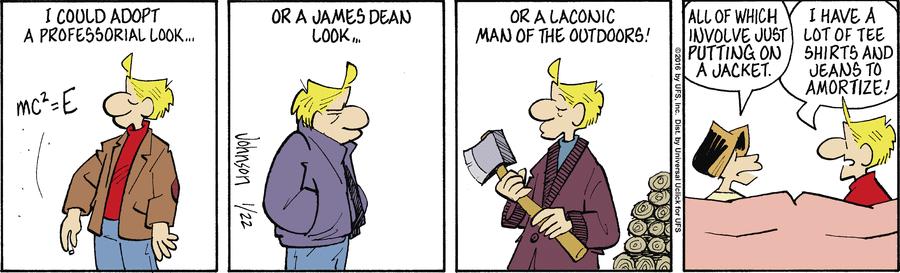 I COULD ADOPT
A PROFESSORIAL LOOK...
mc²=E
OR A JAMES DEAN
LOOK...
Johnson 1/22
OR A LACONIC
MAN OF THE OUTDOORS!
©2016 by UFS, Inc. Dist. by Universal Uclick for UFS
ALL OF WHICH
INVOLVE JUST
PUTTING ON
A JACKET.
I HAVE A
LOT OF TEE
SHIRTS AND
JEANS TO
AMORTIZE!